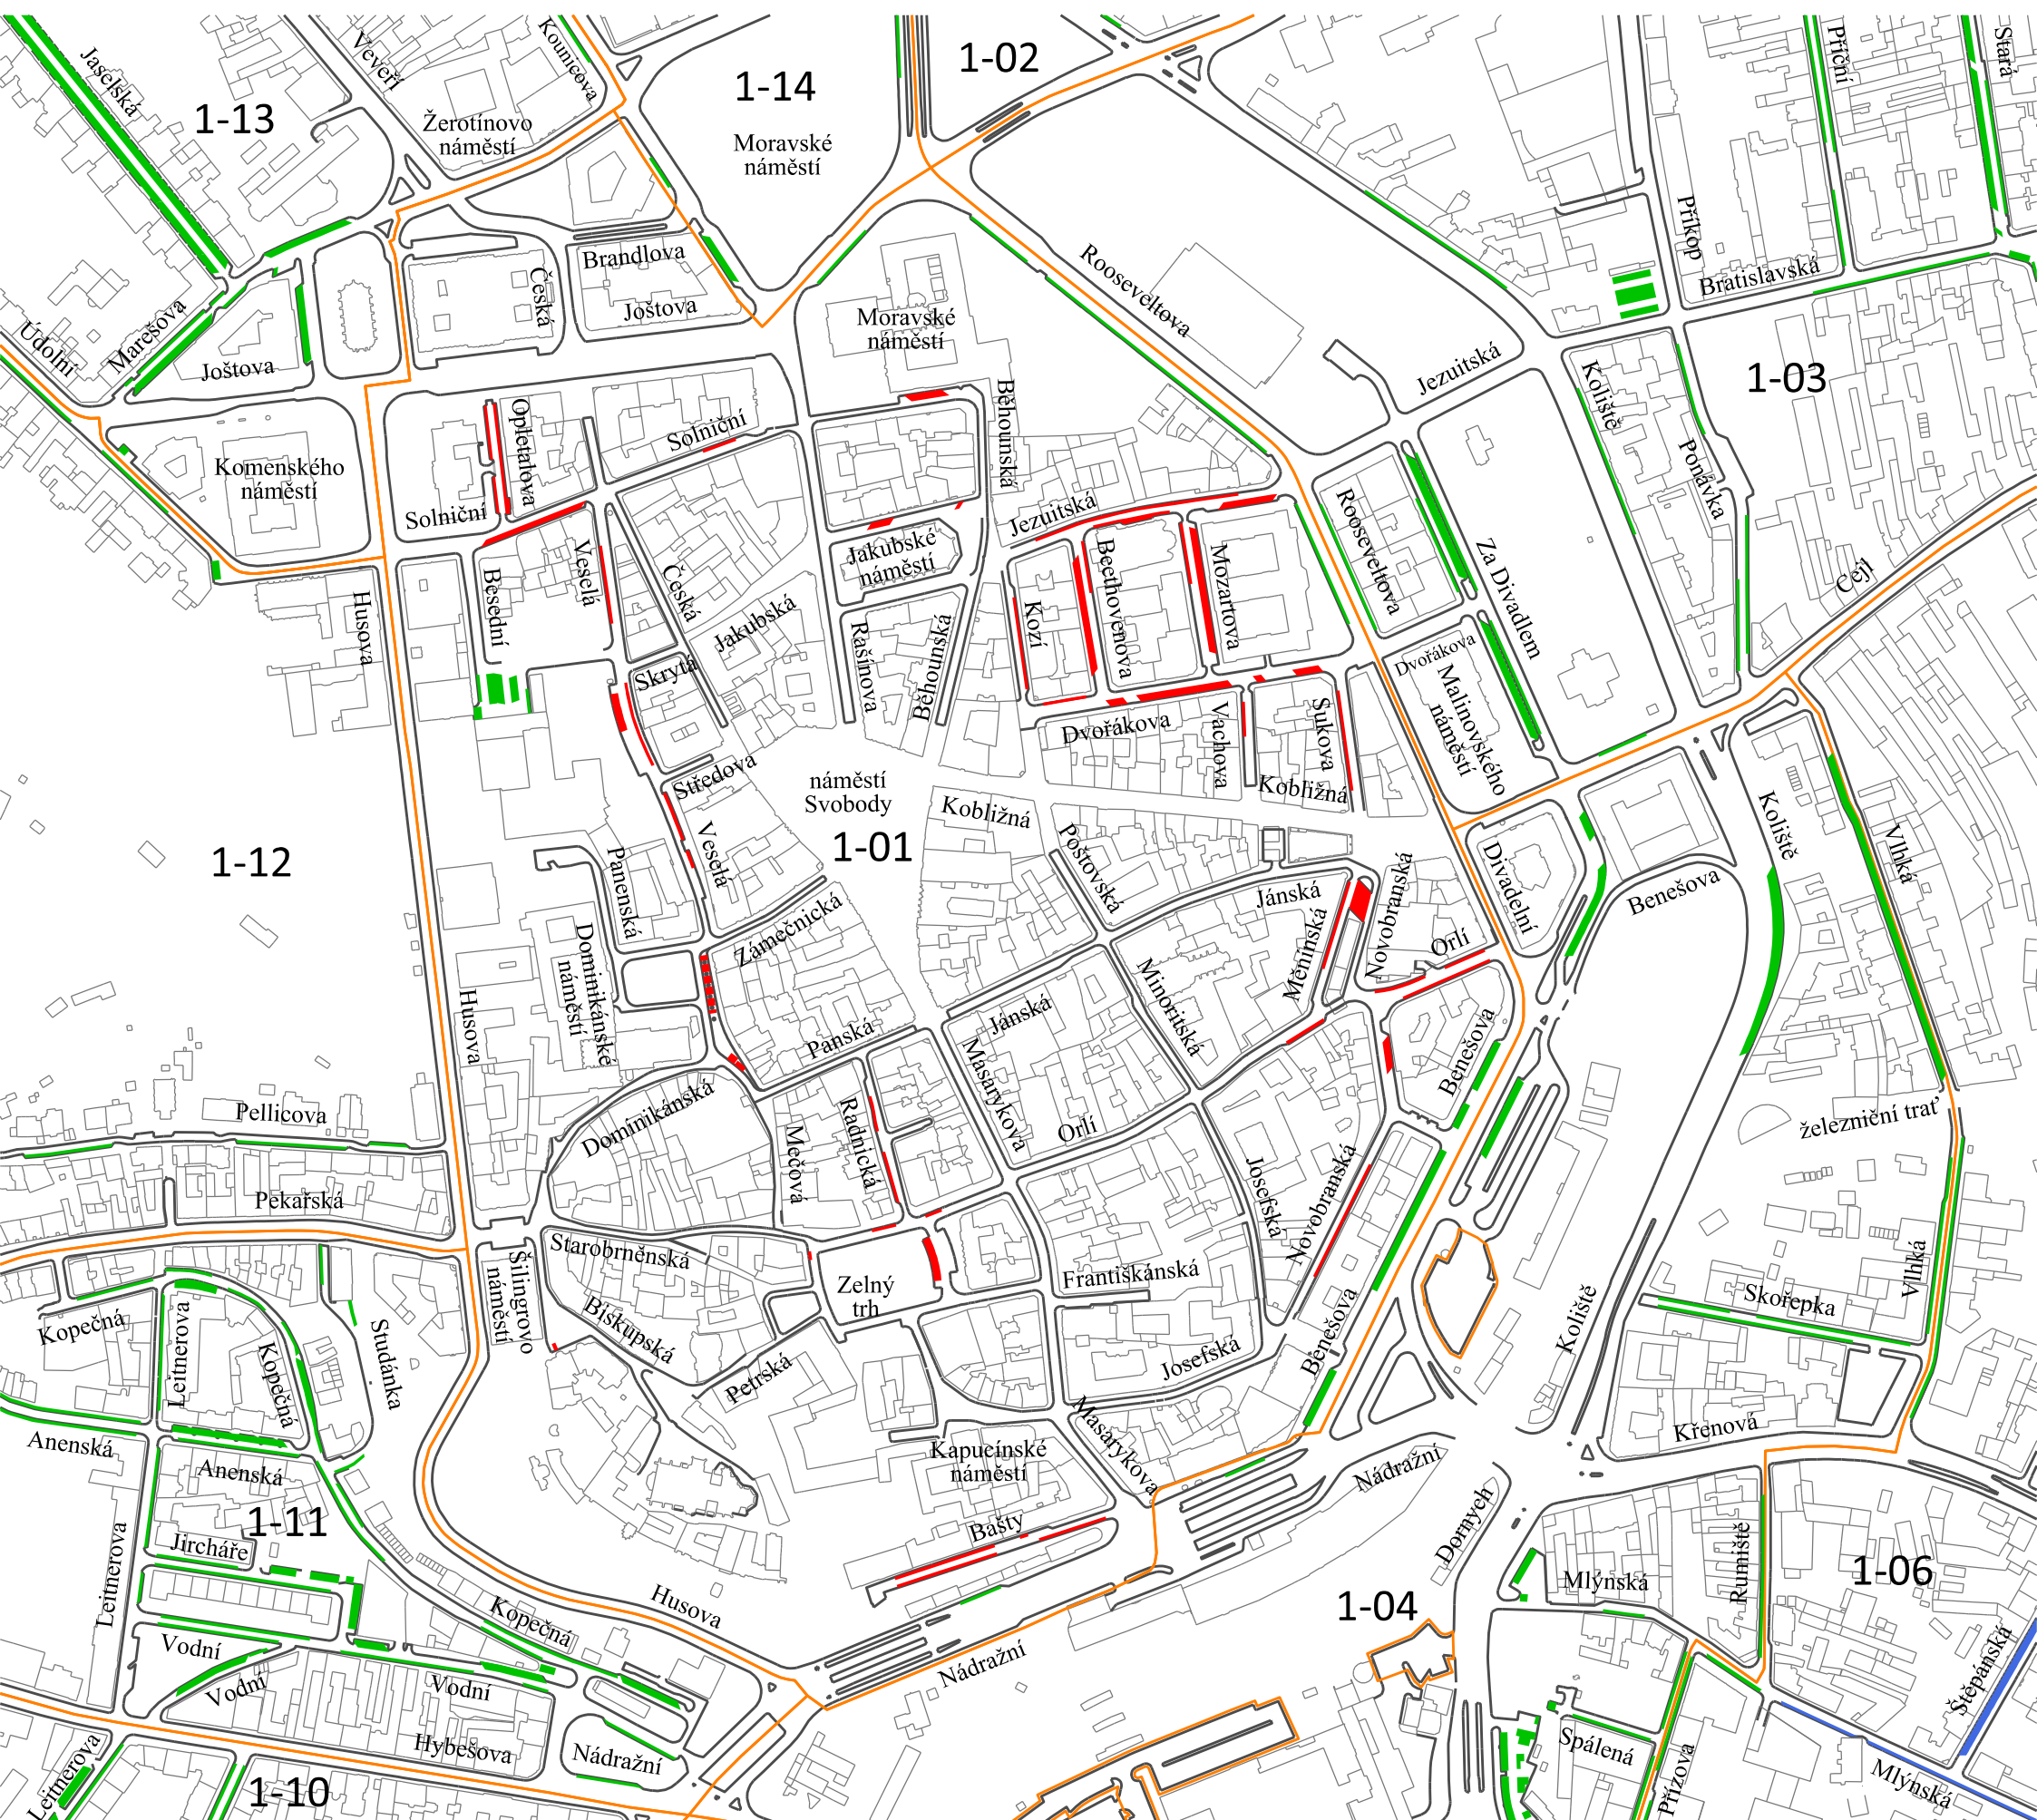 Jaselská
Veveří
Kounicova
1-13
1-14
1-02
Žerotínovo
náměstí
Moravské
náměstí
Příční
Stará
Příkop
Bratislavská
Údolní
Marešova
Joštova
Česká
Brandlova
Joštova
Moravské
náměstí
Rooseveltova
Jezuitská
Koliště
1-03
Ponávka
Komenského
náměstí
Solniční
Opletalova
Solniční
Běhounská
Jezuitská
Jakubské
náměstí
Rooseveltova
Za Divadlem
Cejl
Husova
Besední
Veselá
Česká
Jakubská
Skrytá
Rašínova
Běhounská
Kozí
Beethovenova
Mozartova
Dvořákova
Malinovského
náměstí
Dvořákova
Vachova
Sukova
Kobližná
Středova
náměstí
Svobody
1-01
Kobližná
Poštovská
Veselá
Panenská
Zámečnická
Dominikánské
náměstí
1-12
Husova
Jánská
Měnínská
Novobranská
Orlí
Divadelní
Benešova
Koliště
Vlhká
Minoritská
Jánská
Panská
Masarykova
Benešova
Dominikánská
Mečová
Radnická
Orlí
Josefská
Novobranská
železniční trať
Pellicova
Pekařská
Šilingrovo
náměstí
Starobrněnská
Biskupská
Zelný
trh
Františkánská
Benešova
Koliště
Skořepka
Vlhká
Kopečná
Leitnerova
Kopečná
Studánka
Petrská
Josefská
Masarykova
Křenová
Anenská
Anenská
Kapucínské
náměstí
Nádražní
1-11
Jircháře
Leitnerova
Bašty
Dornych
Mlýnská
Rumiště
1-06
1-04
Husova
Kopečná
Vodní
Vodní
Vodní
Nádražní
Štěpánská
Hybešova
Nádražní
Leitnerova
1-10
Spálená
Přízova
Mlýnská